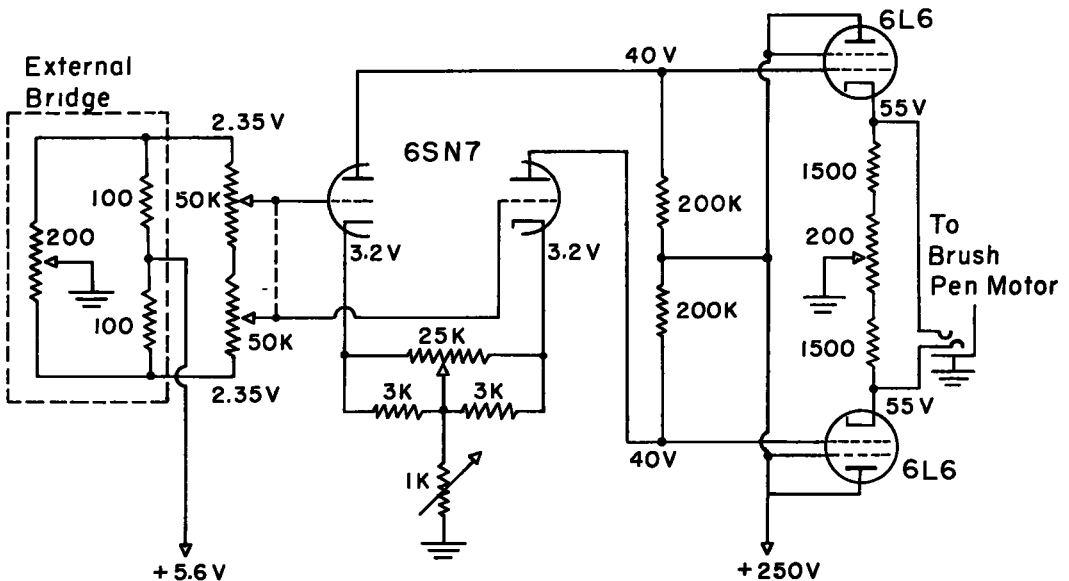 6L6
External
Bridge
40V
2.35V
55V
6SN7
1500
100
50K
200K
To
Brush
Pen Motor
200
3.2V
3.2V
200
100
200K
25K
50K
1500
3K
3K
2.35V
55V
40V
6L6
1K
+5.6V
+250V